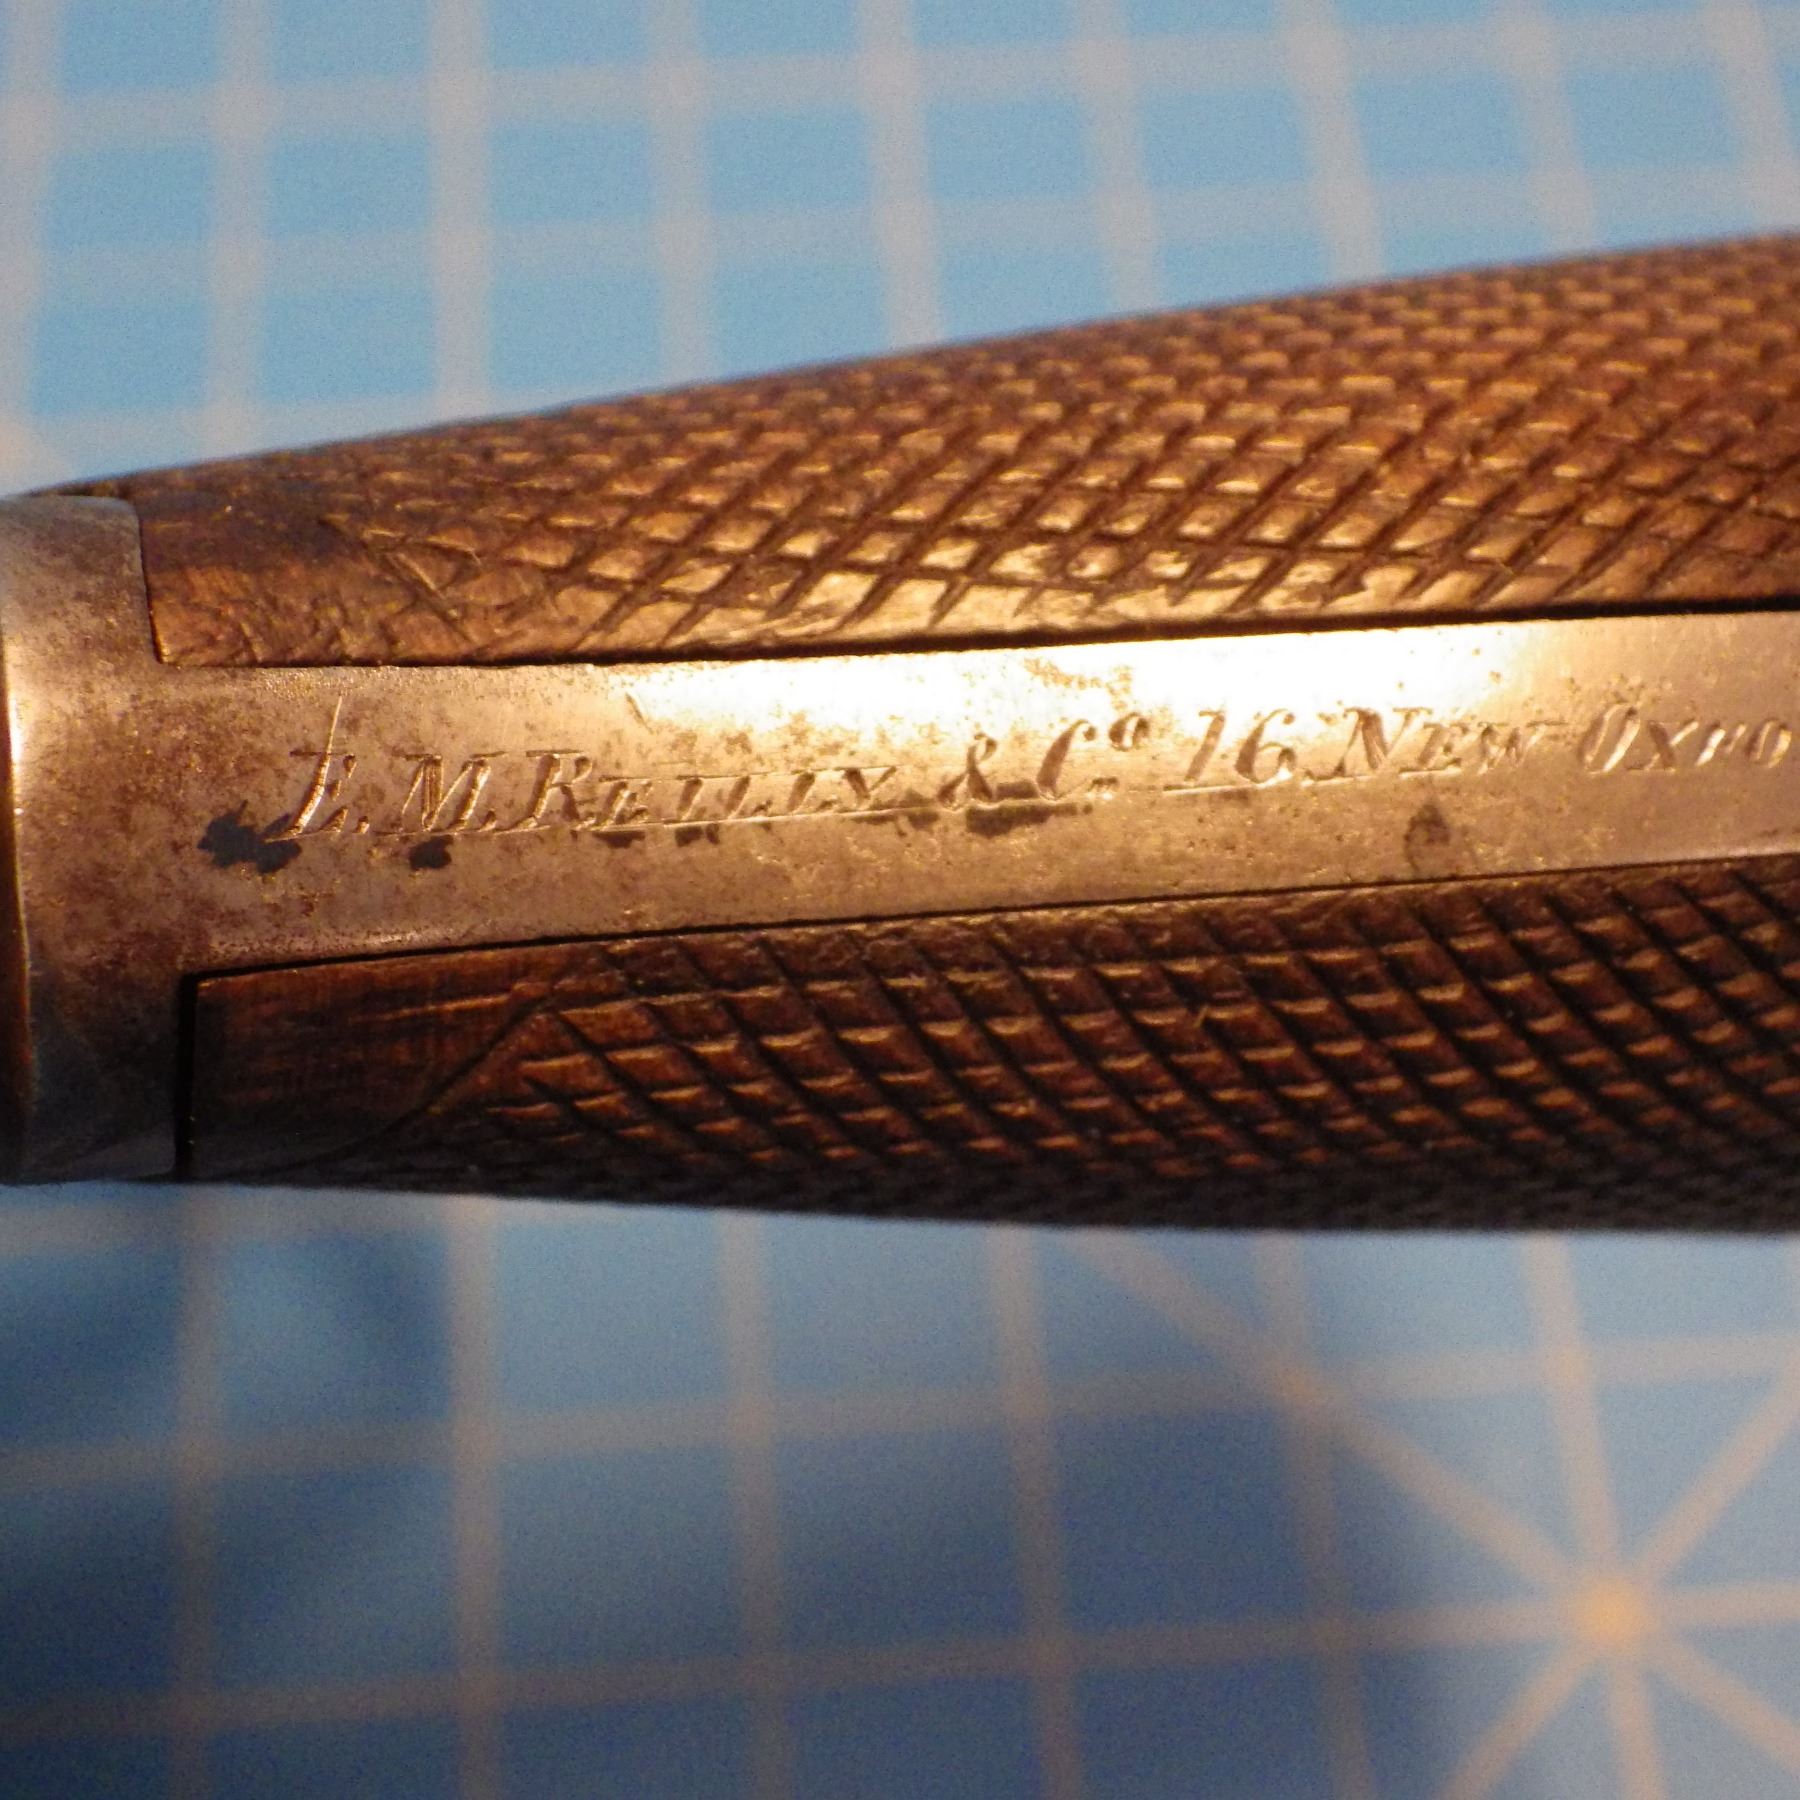 E. M. REILLY & Co. 16. NEW OXFO